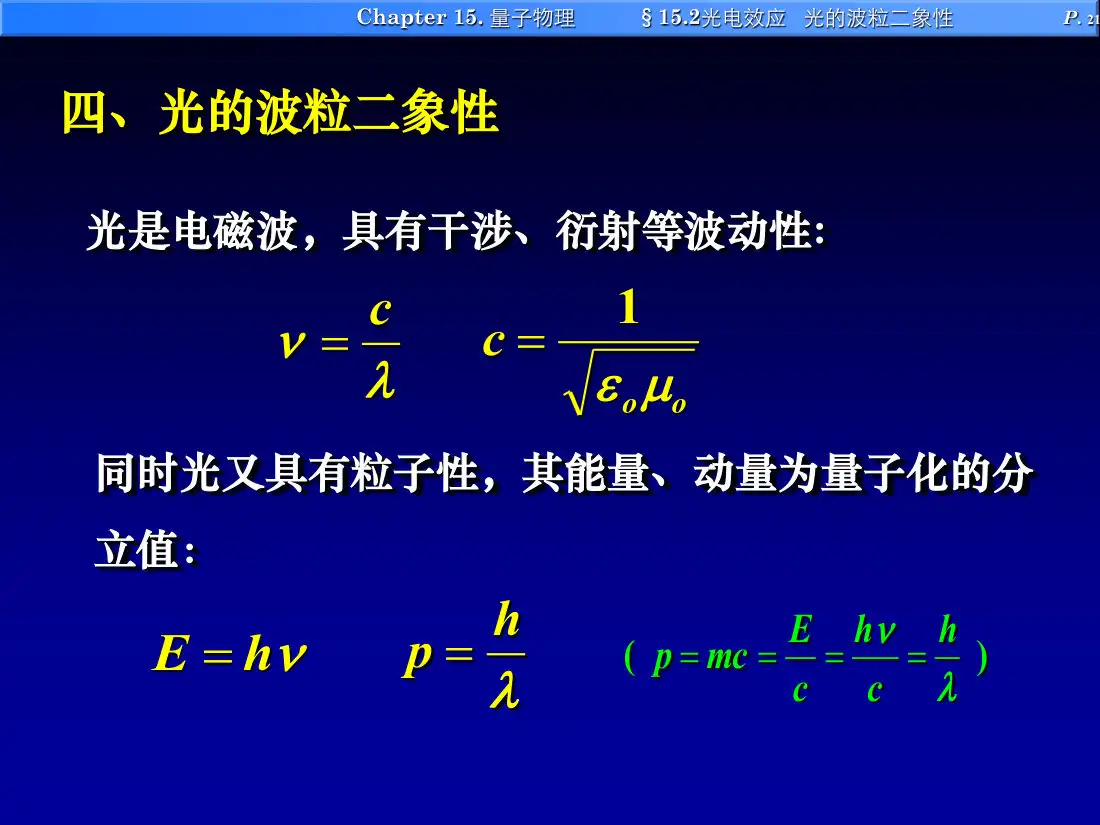 Chapter 15. 量子物理 §15.2光电效应 光的波粒二象性 P. 21
四、光的波粒二象性
光是电磁波，具有干涉、衍射等波动性:
ν = c/λ c = 1/√(ε₀μ₀)
同时光又具有粒子性，其能量、动量为量子化的分
立值:
E = hν p = h/λ ( p = mc = E/c = hν/c = h/λ )